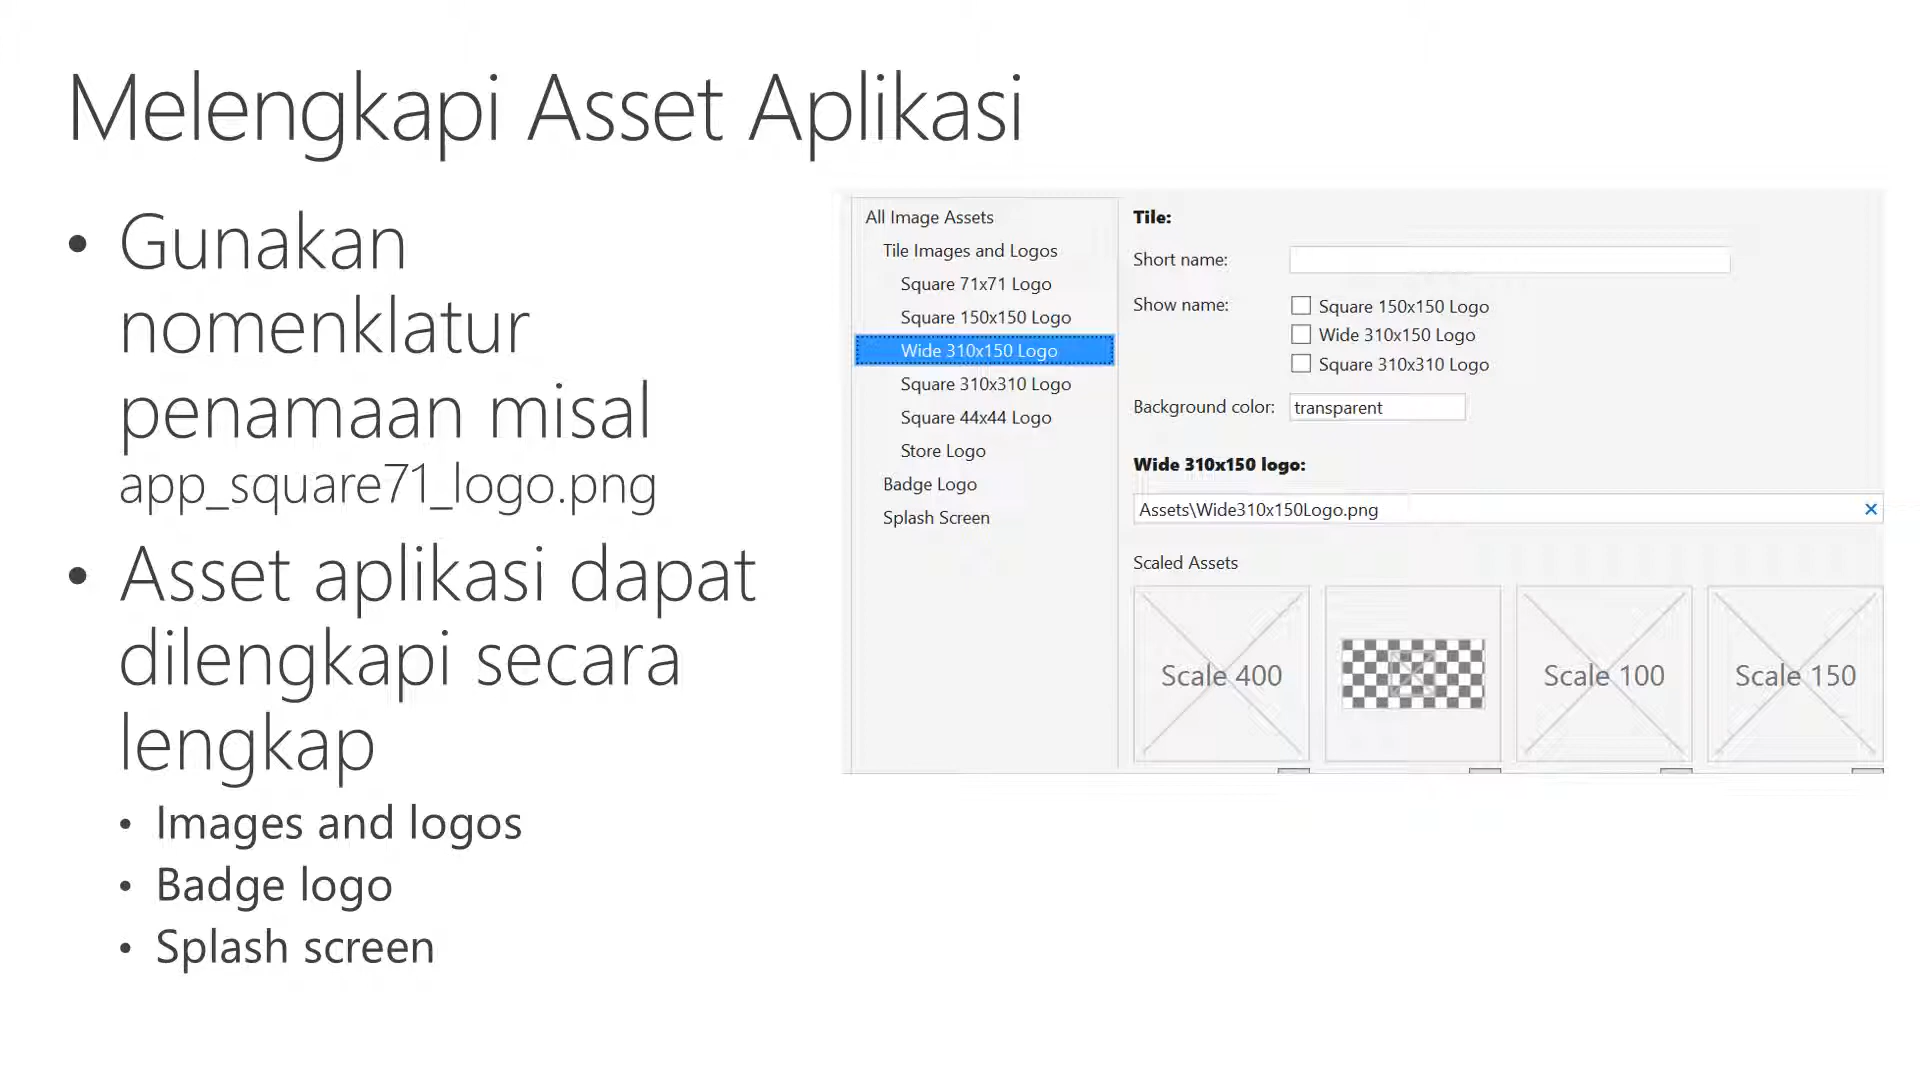 Melengkapi Asset Aplikasi
• Gunakan
nomenklatur
penamaan misal
app_square71_logo.png
• Asset aplikasi dapat
dilengkapi secara
lengkap
• Images and logos
• Badge logo
• Splash screen
All Image Assets
Tile Images and Logos
Square 71x71 Logo
Square 150x150 Logo
Wide 310x150 Logo
Square 310x310 Logo
Square 44x44 Logo
Store Logo
Badge Logo
Splash Screen
Tile:
Short name:
Show name:
Square 150x150 Logo
Wide 310x150 Logo
Square 310x310 Logo
Background color: transparent
Wide 310x150 logo:
Assets\Wide310x150Logo.png
Scaled Assets
Scale 400
Scale 100
Scale 150